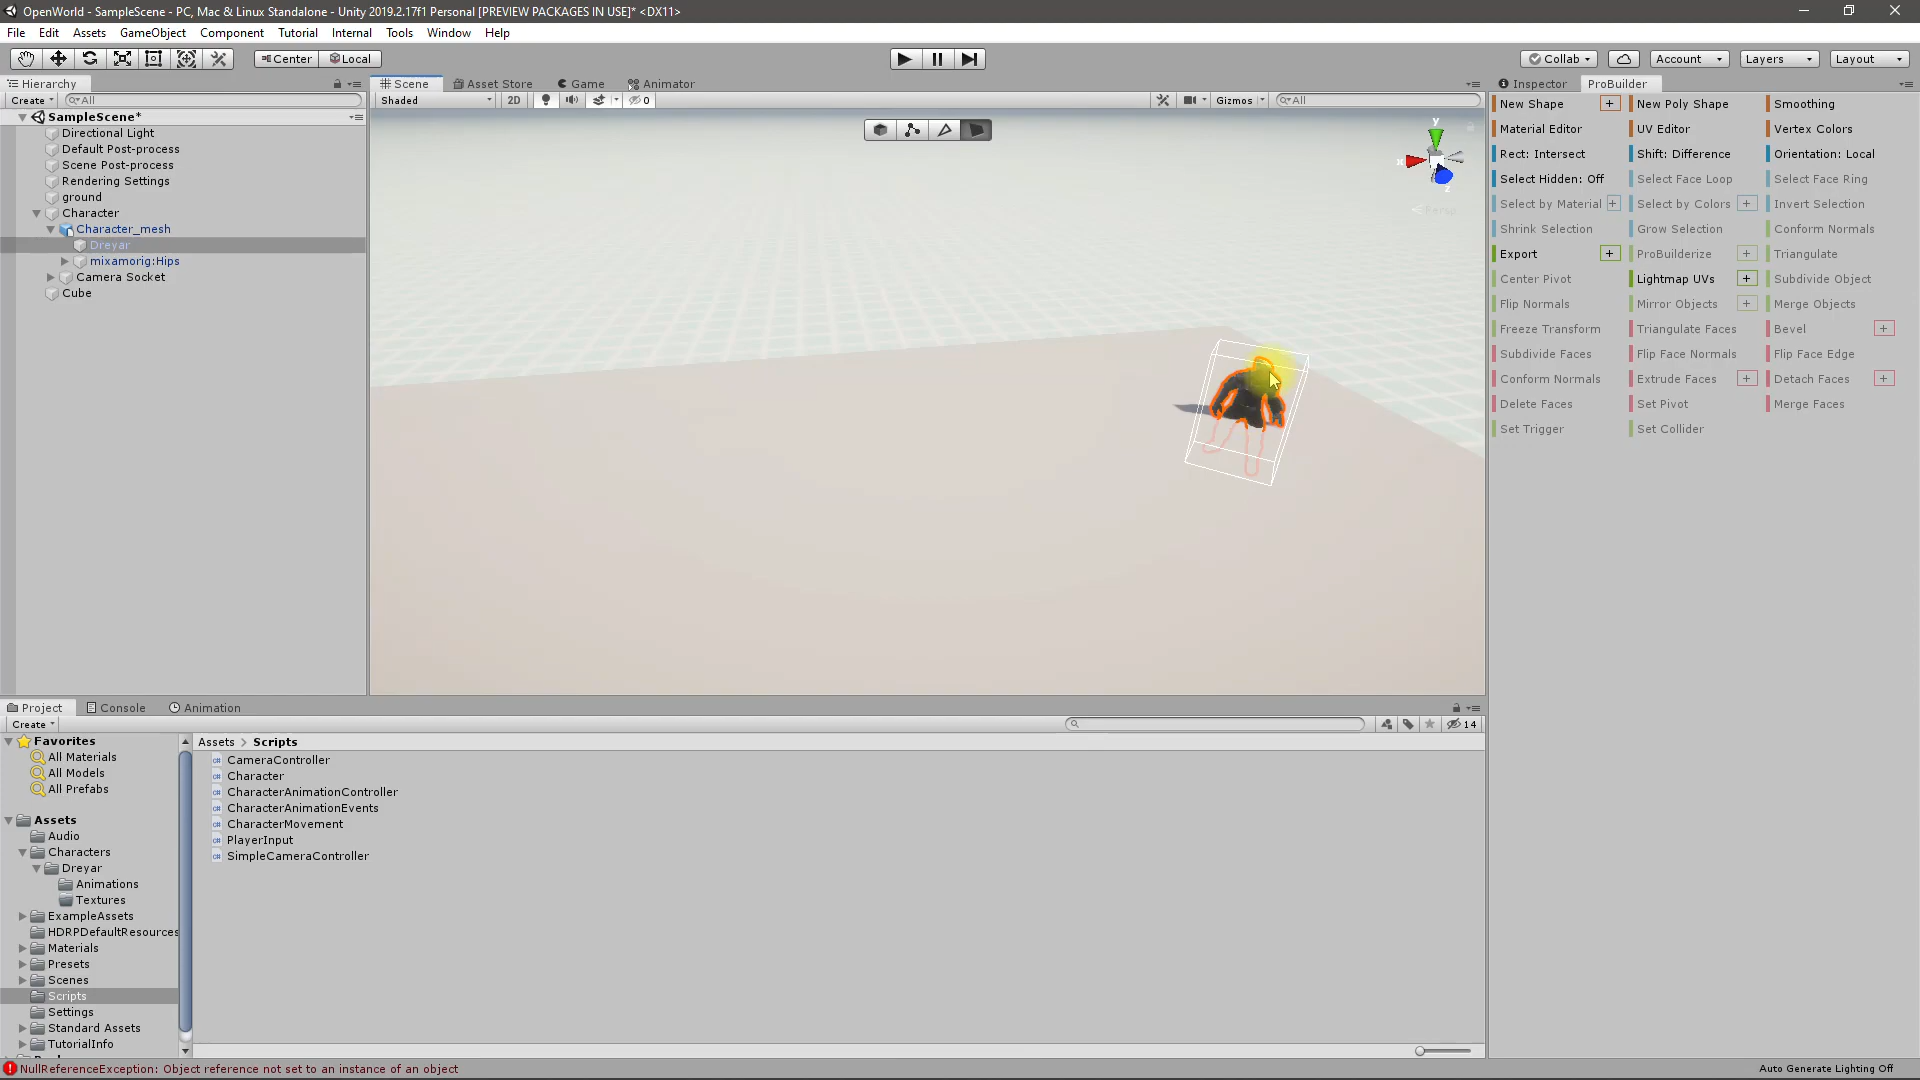 OpenWorld - SampleScene - PC, Mac & Linux Standalone - Unity 2019.2.17f1 Personal [PREVIEW PACKAGES IN USE]* <DX11>
File Edit Assets GameObject Component Tutorial Internal Tools Window Help
Center Local Collab Account Layers Layout
Hierarchy
Create All
SampleScene*
Directional Light
Default Post-process
Scene Post-process
Rendering Settings
ground
Character
Character_mesh
Dreyar
mixamorig:Hips
Camera Socket
Cube
Scene Asset Store Game Animator
Shaded 2D 0 Gizmos All
y
x
z
Persp
Inspector ProBuilder
New Shape + New Poly Shape Smoothing
Material Editor UV Editor Vertex Colors
Rect: Intersect Shift: Difference Orientation: Local
Select Hidden: Off Select Face Loop Select Face Ring
Select by Material + Select by Colors + Invert Selection
Shrink Selection Grow Selection Conform Normals
Export + ProBuilderize + Triangulate
Center Pivot Lightmap UVs + Subdivide Object
Flip Normals Mirror Objects + Merge Objects
Freeze Transform Triangulate Faces Bevel +
Subdivide Faces Flip Face Normals Flip Face Edge
Conform Normals Extrude Faces + Detach Faces +
Delete Faces Set Pivot Merge Faces
Set Trigger Set Collider
Project Console Animation
Create 14
Favorites
All Materials
All Models
All Prefabs
Assets
Audio
Characters
Dreyar
Animations
Textures
ExampleAssets
HDRPDefaultResources
Materials
Presets
Scenes
Scripts
Settings
Standard Assets
TutorialInfo
Assets > Scripts
CameraController
Character
CharacterAnimationController
CharacterAnimationEvents
CharacterMovement
PlayerInput
SimpleCameraController
NullReferenceException: Object reference not set to an instance of an object
Auto Generate Lighting Off